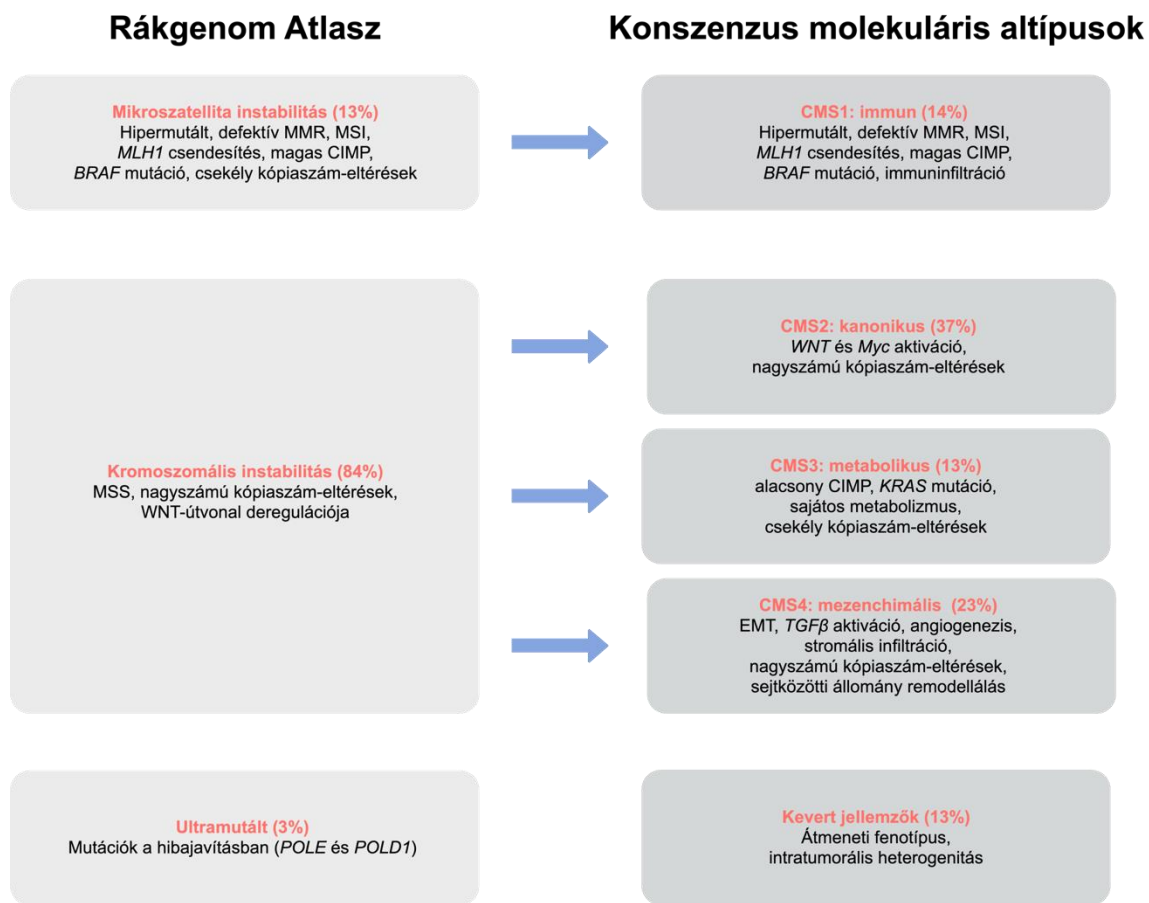 Rákgenom Atlasz
Konszenzus molekuláris altípusok
Mikroszatellita instabilitás (13%)
Hipermutált, defektív MMR, MSI,
MLH1 csendesítés, magas CIMP,
BRAF mutáció, csekély kópiaszám-eltérések
CMS1: immun (14%)
Hipermutált, defektív MMR, MSI,
MLH1 csendesítés, magas CIMP,
BRAF mutáció, immuninfiltráció
Kromoszomális instabilitás (84%)
MSS, nagyszámú kópiaszám-eltérések,
WNT-útvonal deregulációja
CMS2: kanonikus (37%)
WNT és Myc aktiváció,
nagyszámú kópiaszám-eltérések
CMS3: metabolikus (13%)
alacsony CIMP, KRAS mutáció,
sajátos metabolizmus,
csekély kópiaszám-eltérések
CMS4: mezenchimális (23%)
EMT, TGFβ aktiváció, angiogenezis,
stromális infiltráció,
nagyszámú kópiaszám-eltérések,
sejtközötti állomány remodellálás
Ultramutált (3%)
Mutációk a hibajavításban (POLE és POLD1)
Kevert jellemzők (13%)
Átmeneti fenotípus,
intratumorális heterogenitás